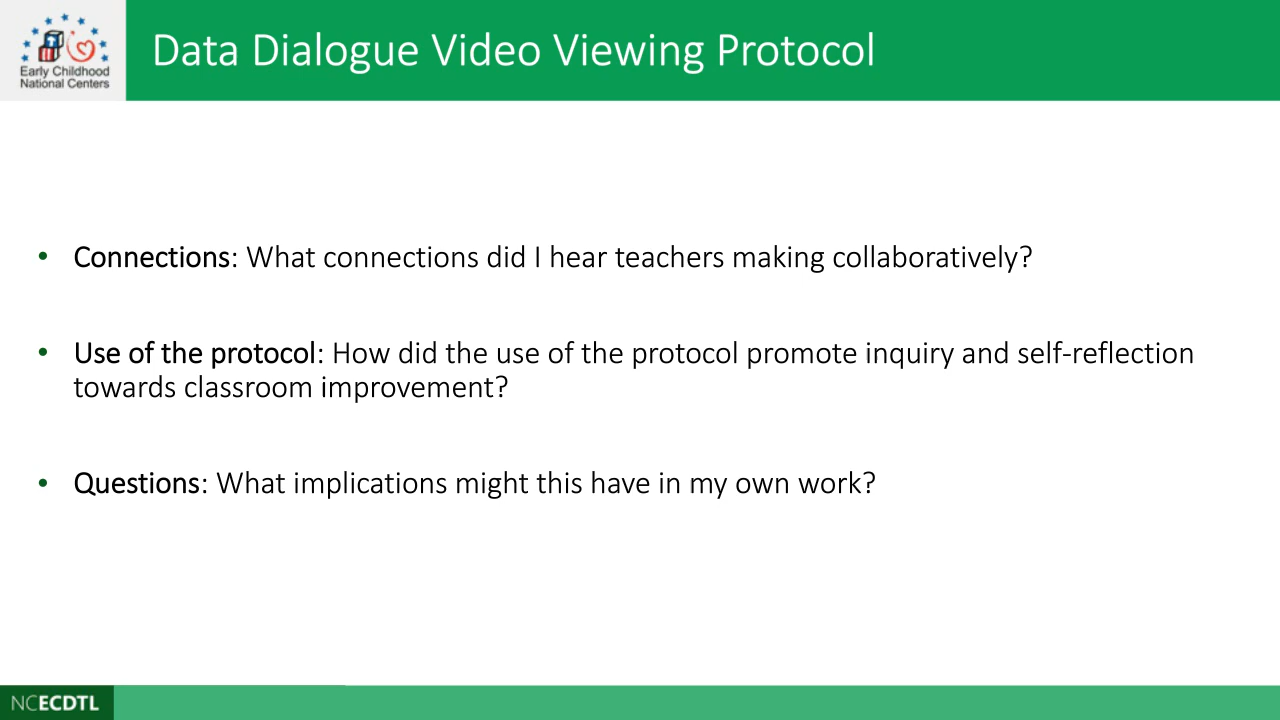 Early Childhood
National Centers
Data Dialogue Video Viewing Protocol
• Connections: What connections did I hear teachers making collaboratively?
• Use of the protocol: How did the use of the protocol promote inquiry and self-reflection
towards classroom improvement?
• Questions: What implications might this have in my own work?
NCECDTL